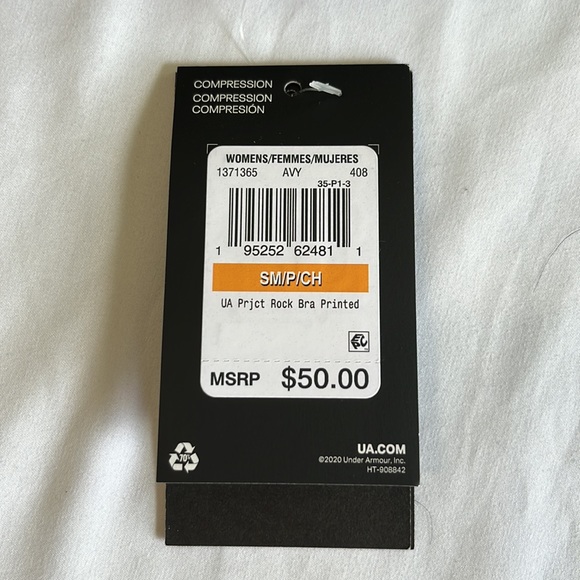 COMPRESSION
COMPRESSION
COMPRESIÓN
WOMENS/FEMMES/MUJERES
1371365 AVY 408
35-P1-3
1 95252 62481 1
SM/P/CH
UA Prjct Rock Bra Printed
MSRP $50.00
70%
UA.COM
©2020 Under Armour, Inc.
HT-908842